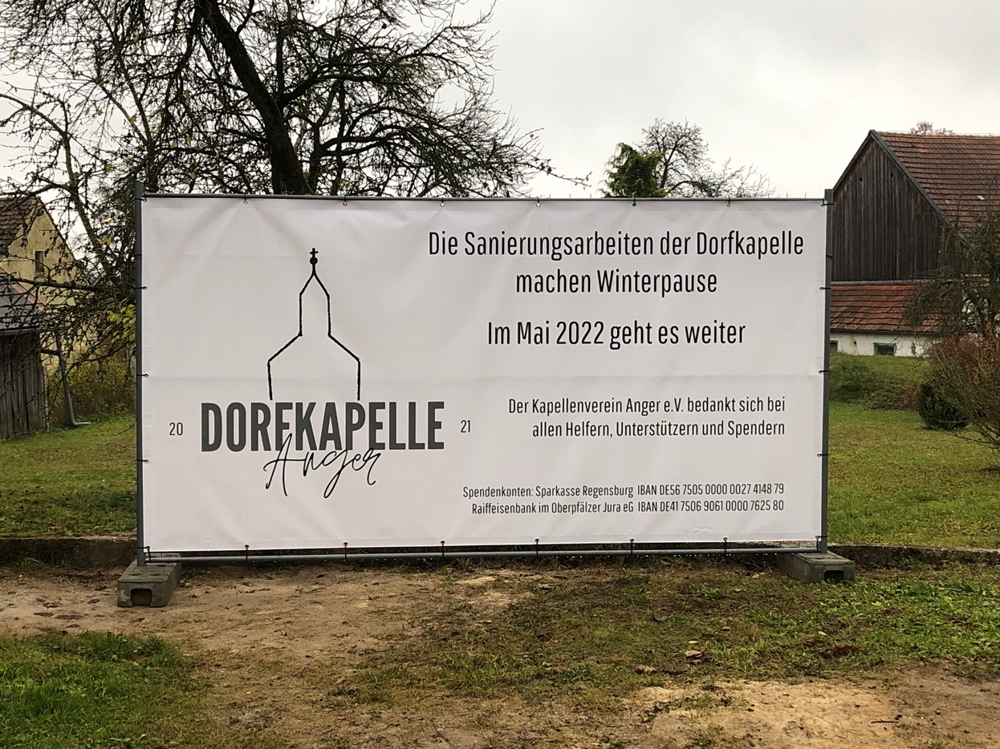 Die Sanierungsarbeiten der Dorfkapelle
machen Winterpause
Im Mai 2022 geht es weiter
20 DORFKAPELLE 21
Anger
Der Kapellenverein Anger e.V. bedankt sich bei
allen Helfern, Unterstützern und Spendern
Spendenkonten: Sparkasse Regensburg IBAN DE56 7505 0000 0027 4148 79
Raiffeisenbank im Oberpfälzer Jura eG IBAN DE41 7506 9061 0000 7625 80